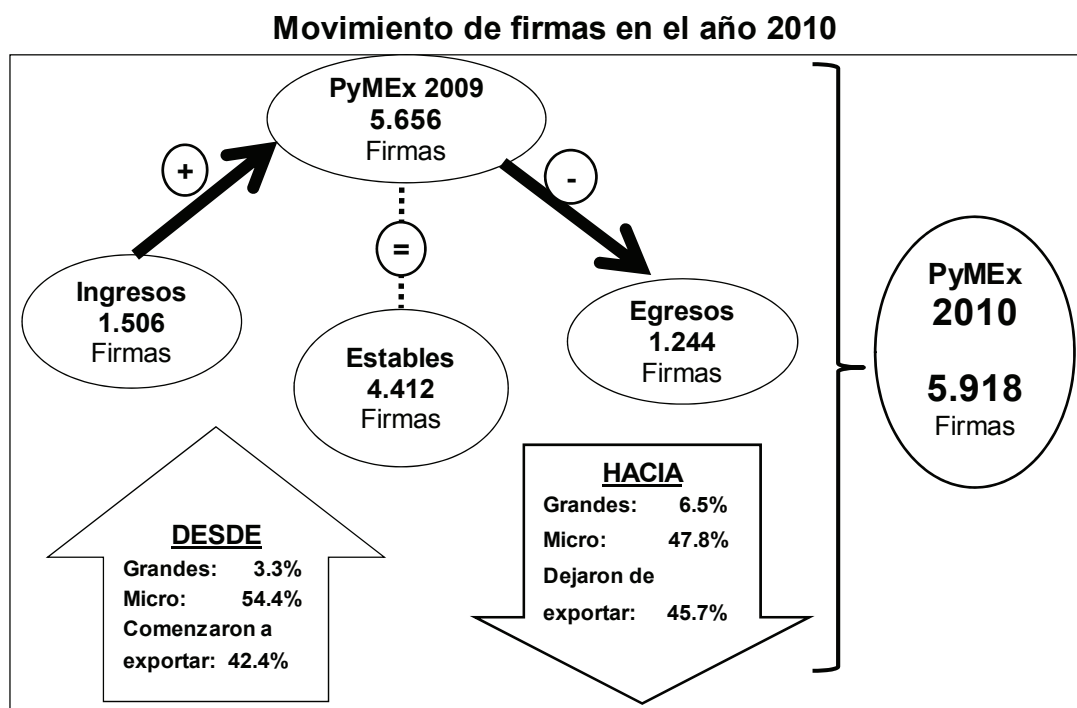 Movimiento de firmas en el año 2010
PyMEx 2009
5.656
Firmas
+
-
=
Ingresos
1.506
Firmas
Estables
4.412
Firmas
Egresos
1.244
Firmas
PyMEx
2010
5.918
Firmas
DESDE
Grandes: 3.3%
Micro: 54.4%
Comenzaron a
exportar: 42.4%
HACIA
Grandes: 6.5%
Micro: 47.8%
Dejaron de
exportar: 45.7%